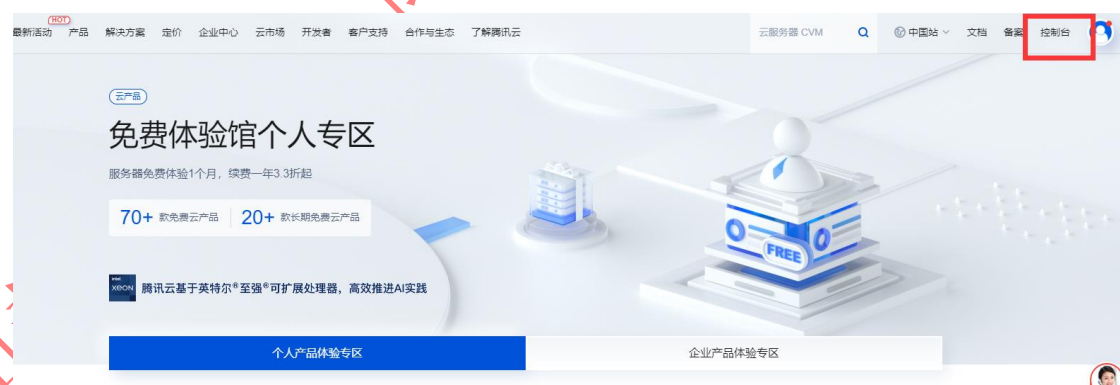 HOT
最新活动 产品 解决方案 定价 企业中心 云市场 开发者 客户支持 合作与生态 了解腾讯云 云服务器 CVM 中国站 文档 备案 控制台
云产品
免费体验馆个人专区
服务器免费体验1个月，续费一年3.3折起
70+ 款免费云产品 20+ 款长期免费云产品
FREE
intel
XEON 腾讯云基于英特尔®至强®可扩展处理器，高效推进AI实践
个人产品体验专区 企业产品体验专区